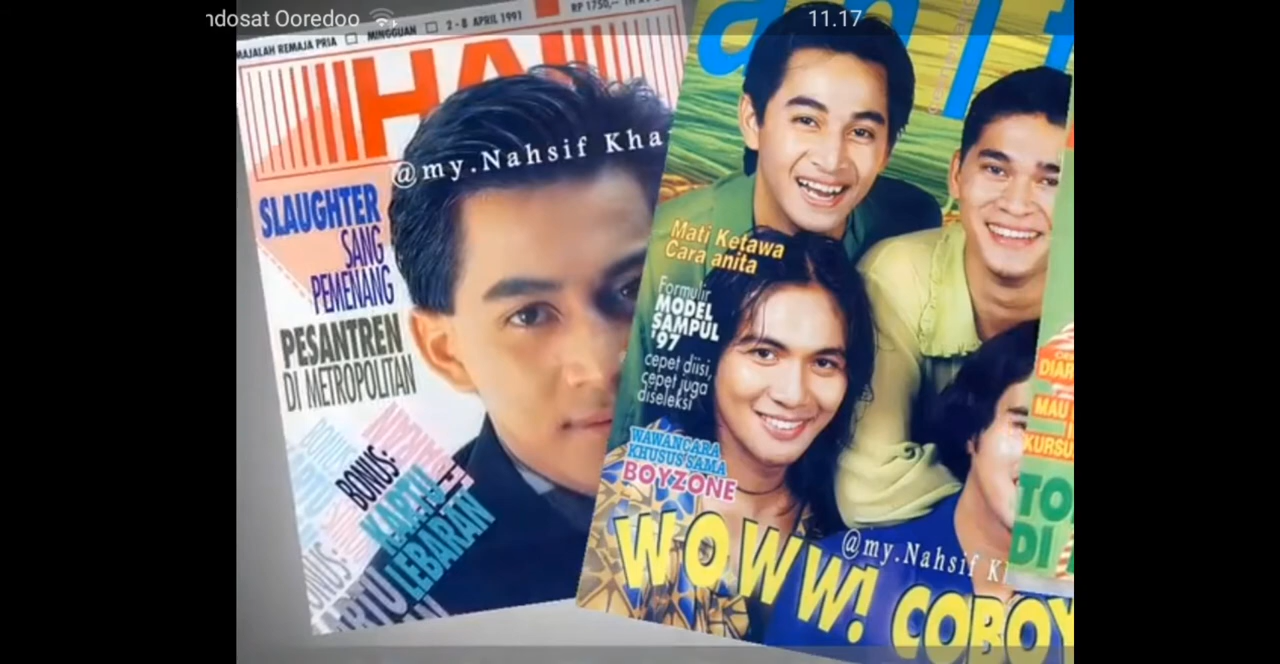 ndosat Ooredoo
11.17
MAJALAH REMAJA PRIA □ MINGGUAN □ 2-8 APRIL 1991
RP 1750,-
HAI
@my.Nahsif Kha
SLAUGHTER
SANG
PEMENANG
PESANTREN
DI METROPOLITAN
BONUS:
KARTU
LEBARAN
Mati Ketawa
Cara anita
Formulir
MODEL
SAMPUL
'97
cepet diisi,
cepet juga
diseleksi
WAWANCARA
KHUSUS SAMA
BOYZONE
WOWW! COBOY
@my.Nahsif K
DIAR
MAU
KURSU
TO
DI